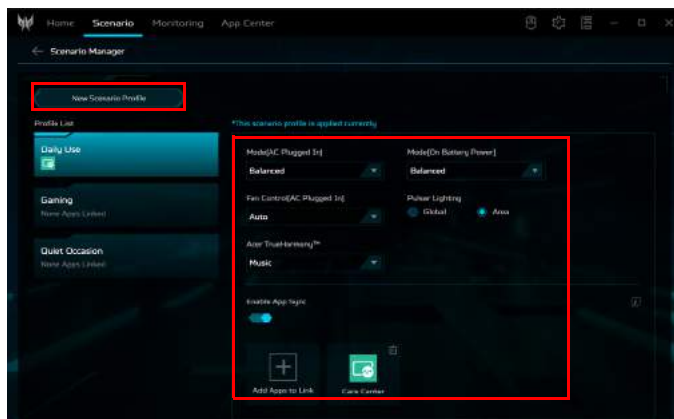 Home Scenario Monitoring App Center
Scenario Manager
New Scenario Profile
Profile List
*This scenario profile is applied currently
Daily Use
Gaming
None Apps Linked
Quiet Occasion
None Apps Linked
Mode(AC Plugged In) Mode(On Battery Power)
Balanced Balanced
Fan Control(AC Plugged In) Pulsar Lighting
Auto Global Area
Acer TrueHarmony™
Music
Enable App Sync
Add Apps to Link Care Center